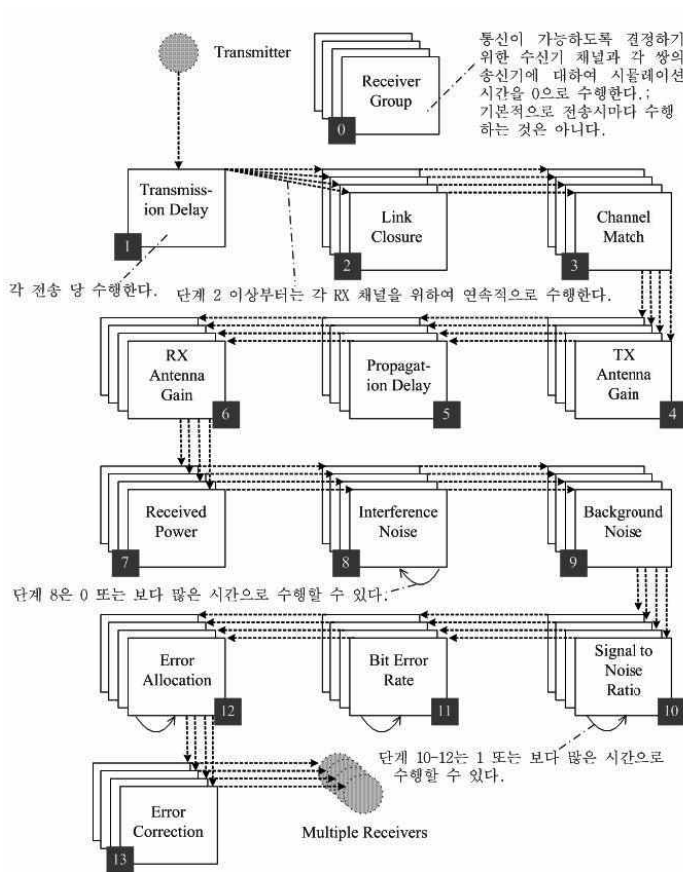 Transmitter
Receiver
Group
0
통신이 가능하도록 결정하기
위한 수신기 채널과 각 쌍의
송신기에 대하여 시뮬레이션
시간을 0으로 수행한다.;
기본적으로 전송시마다 수행
하는 것은 아니다.
Transmiss-
ion Delay
1
Link
Closure
2
Channel
Match
3
각 전송 당 수행한다.
단계 2 이상부터는 각 RX 채널을 위하여 연속적으로 수행한다.
RX
Antenna
Gain
6
Propagat-
ion Delay
5
TX
Antenna
Gain
4
Received
Power
7
Interference
Noise
8
Background
Noise
9
단계 8은 0 또는 보다 많은 시간으로 수행할 수 있다.
Error
Allocation
12
Bit Error
Rate
11
Signal to
Noise
Ratio
10
단계 10-12는 1 또는 보다 많은 시간으로
수행할 수 있다.
Error
Correction
13
Multiple Receivers